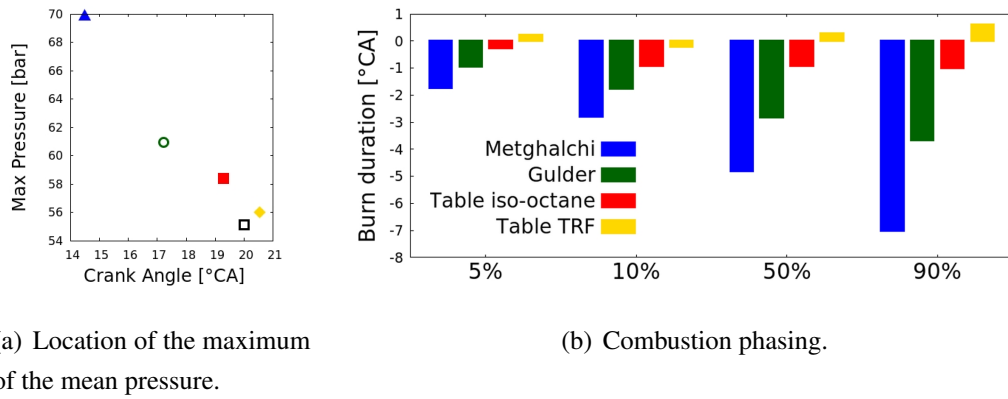 70
68
66
64
62
60
58
56
54
Max Pressure [bar]
14 15 16 17 18 19 20 21
Crank Angle [°CA]
1
0
-1
-2
-3
-4
-5
-6
-7
-8
Burn duration [°CA]
Metghalchi
Gulder
Table iso-octane
Table TRF
5% 10% 50% 90%
a) Location of the maximum
of the mean pressure.
(b) Combustion phasing.